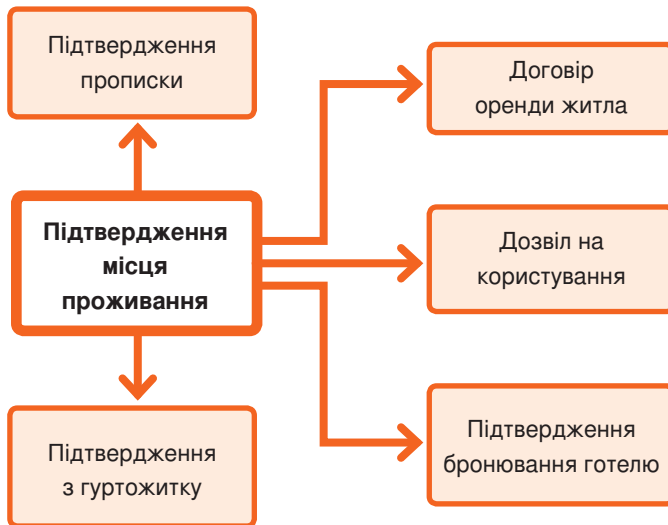 Підтвердження
прописки
Договір
оренди житла
Підтвердження
місця
проживання
Дозвіл на
користування
Підтвердження
з гуртожитку
Підтвердження
бронювання готелю